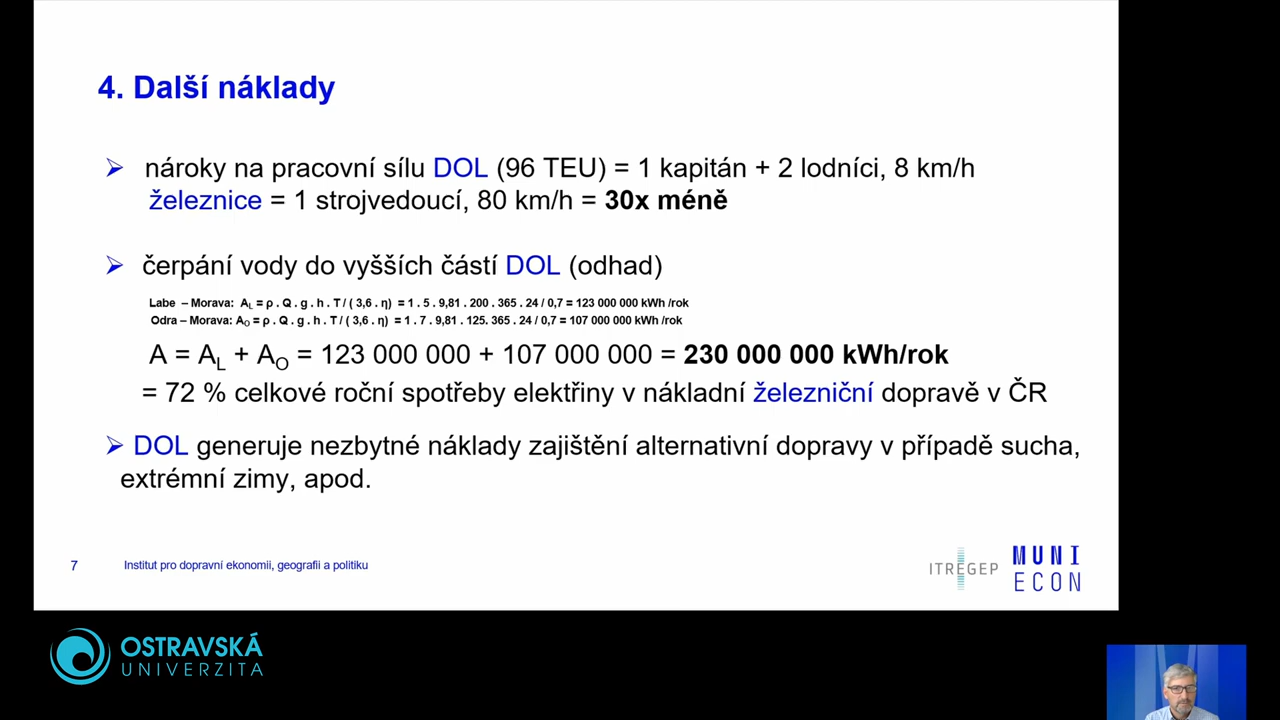 4. Další náklady
nároky na pracovní sílu DOL (96 TEU) = 1 kapitán + 2 lodníci, 8 km/h
železnice = 1 strojvedoucí, 80 km/h = 30x méně
čerpání vody do vyšších částí DOL (odhad)
Labe – Morava: AL = ρ . Q . g . h . T / ( 3,6 . η) = 1 . 5 . 9,81 . 200 . 365 . 24 / 0,7 = 123 000 000 kWh /rok
Odra – Morava: AO = ρ . Q . g . h . T / ( 3,6 . η) = 1 . 7 . 9,81 . 125. 365 . 24 / 0,7 = 107 000 000 kWh /rok
A = AL + AO = 123 000 000 + 107 000 000 = 230 000 000 kWh/rok
= 72 % celkové roční spotřeby elektřiny v nákladní železniční dopravě v ČR
DOL generuje nezbytné náklady zajištění alternativní dopravy v případě sucha,
extrémní zimy, apod.
7 Institut pro dopravní ekonomii, geografii a politiku
ITREGEP
MUNI
ECON
OSTRAVSKÁ
UNIVERZITA